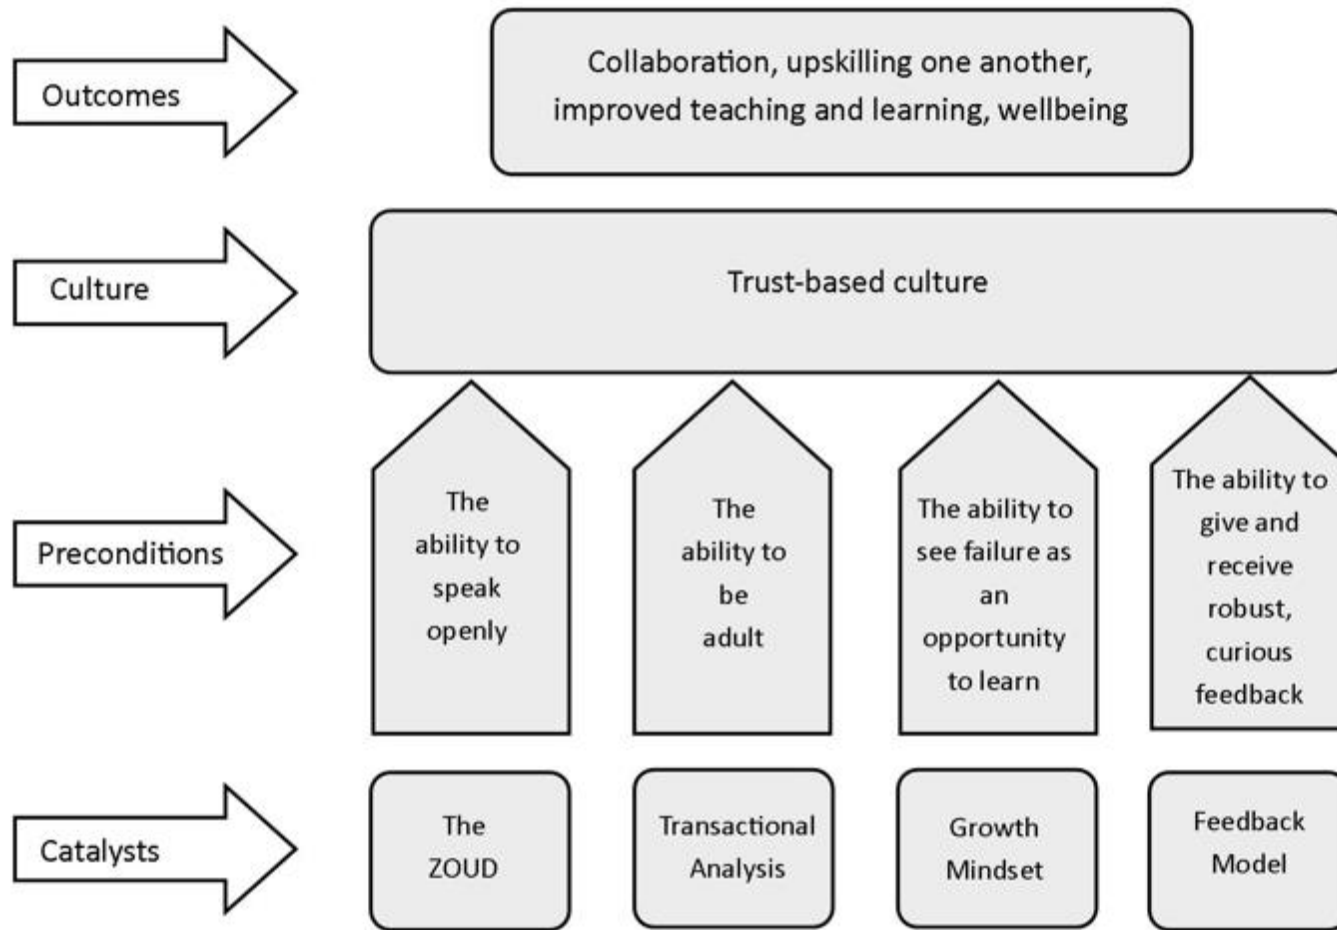 Outcomes
Collaboration, upskilling one another,
improved teaching and learning, wellbeing
Culture
Trust-based culture
Preconditions
The
ability to
speak
openly
The
ability to
be
adult
The ability to
see failure as
an
opportunity
to learn
The ability to
give and
receive
robust,
curious
feedback
Catalysts
The
ZOUD
Transactional
Analysis
Growth
Mindset
Feedback
Model